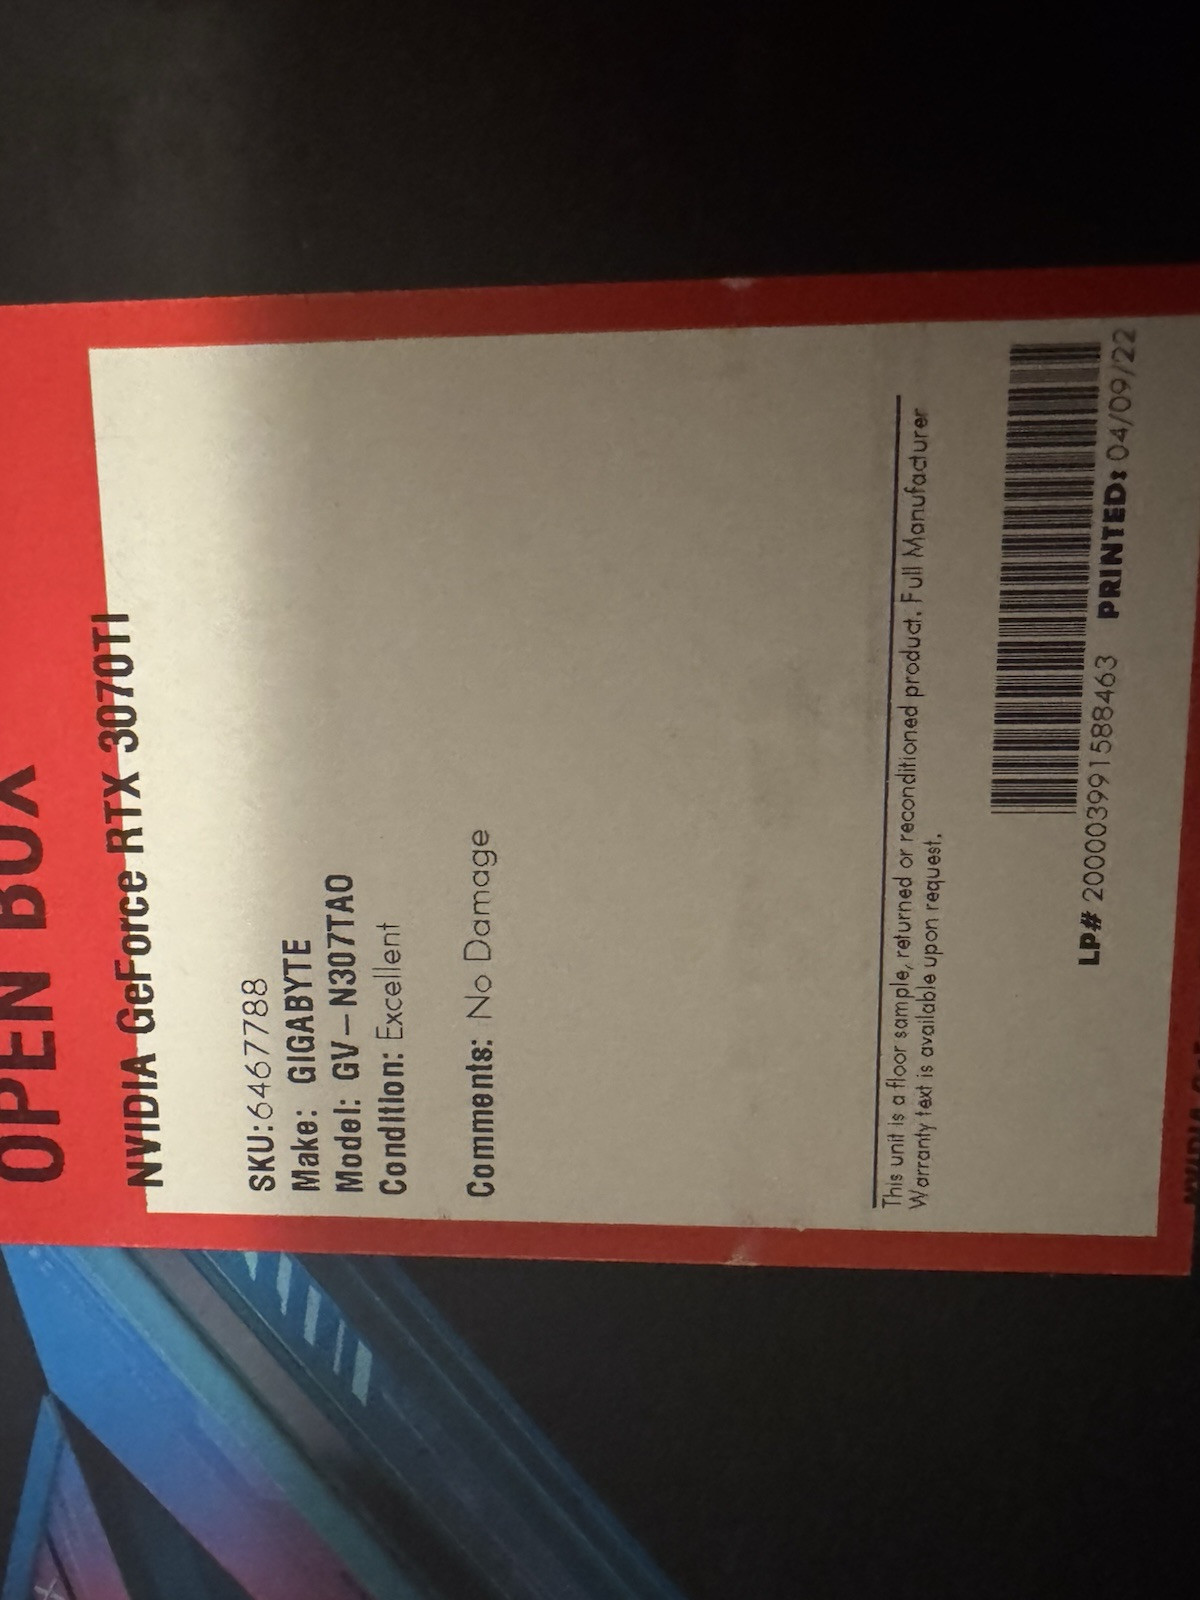 OPEN BOX
NVIDIA GeForce RTX 3070TI
SKU:6467788
Make: GIGABYTE
Model: GV-N307TAO
Condition: Excellent
Comments: No Damage
This unit is a floor sample, returned or reconditioned product. Full Manufacturer
Warranty text is available upon request.
LP# 2000039991588463 PRINTED: 04/09/22